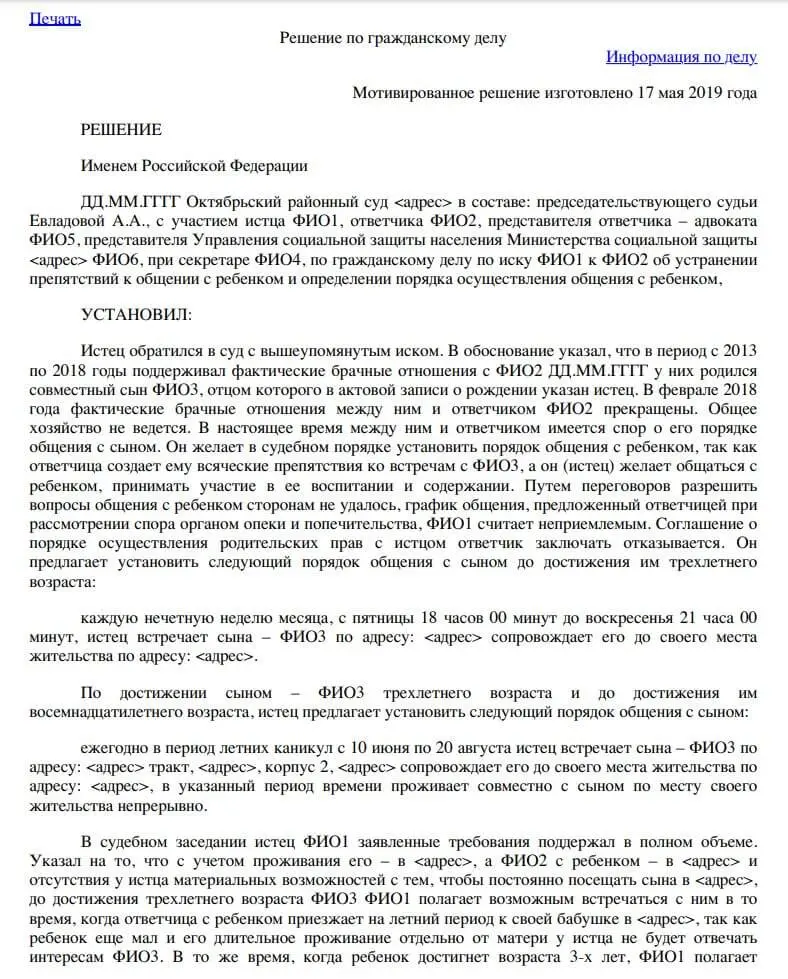 Печать
Решение по гражданскому делу
Информация по делу
Мотивированное решение изготовлено 17 мая 2019 года
РЕШЕНИЕ
Именем Российской Федерации
ДД.ММ.ГГГГ Октябрьский районный суд <адрес> в составе: председательствующего судьи
Евладовой А.А., с участием истца ФИО1, ответчика ФИО2, представителя ответчика – адвоката
ФИО5, представителя Управления социальной защиты населения Министерства социальной защиты
<адрес> ФИО6, при секретаре ФИО4, по гражданскому делу по иску ФИО1 к ФИО2 об устранении
препятствий к общении с ребенком и определении порядка осуществления общения с ребенком,
УСТАНОВИЛ:
Истец обратился в суд с вышеупомянутым иском. В обоснование указал, что в период с 2013
по 2018 годы поддерживал фактические брачные отношения с ФИО2 ДД.ММ.ГГГГ у них родился
совместный сын ФИО3, отцом которого в актовой записи о рождении указан истец. В феврале 2018
года фактические брачные отношения между ним и ответчиком ФИО2 прекращены. Общее
хозяйство не ведется. В настоящее время между ним и ответчиком имеется спор о его порядке
общения с сыном. Он желает в судебном порядке установить порядок общения с ребенком, так как
ответчица создает ему всяческие препятствия ко встречам с ФИО3, а он (истец) желает общаться с
ребенком, принимать участие в ее воспитании и содержании. Путем переговоров разрешить
вопросы общения с ребенком сторонам не удалось, график общения, предложенный ответчицей при
рассмотрении спора органом опеки и попечительства, ФИО1 считает неприемлемым. Соглашение о
порядке осуществления родительских прав с истцом ответчик заключать отказывается. Он
предлагает установить следующий порядок общения с сыном до достижения им трехлетнего
возраста:
каждую нечетную неделю месяца, с пятницы 18 часов 00 минут до воскресенья 21 часа 00
минут, истец встречает сына – ФИО3 по адресу: <адрес> сопровождает его до своего места
жительства по адресу: <адрес>.
По достижении сыном – ФИО3 трехлетнего возраста и до достижения им
восемнадцатилетнего возраста, истец предлагает установить следующий порядок общения с сыном:
ежегодно в период летних каникул с 10 июня по 20 августа истец встречает сына – ФИО3 по
адресу: <адрес> тракт, <адрес>, корпус 2, <адрес> сопровождает его до своего места жительства по
адресу: <адрес>, в указанный период времени проживает совместно с сыном по месту своего
жительства непрерывно.
В судебном заседании истец ФИО1 заявленные требования поддержал в полном объеме.
Указал на то, что с учетом проживания его – в <адрес>, а ФИО2 с ребенком – в <адрес> и
отсутствия у истца материальных возможностей с тем, чтобы постоянно посещать сына в <адрес>,
до достижения трехлетнего возраста ФИО3 ФИО1 полагает возможным встречаться с ним в то
время, когда ответчица с ребенком приезжает на летний период к своей бабушке в <адрес>, так как
ребенок еще мал и его длительное проживание отдельно от матери у истца не будет отвечать
интересам ФИО3. В то же время, когда ребенок достигнет возраста 3-х лет, ФИО1 полагает